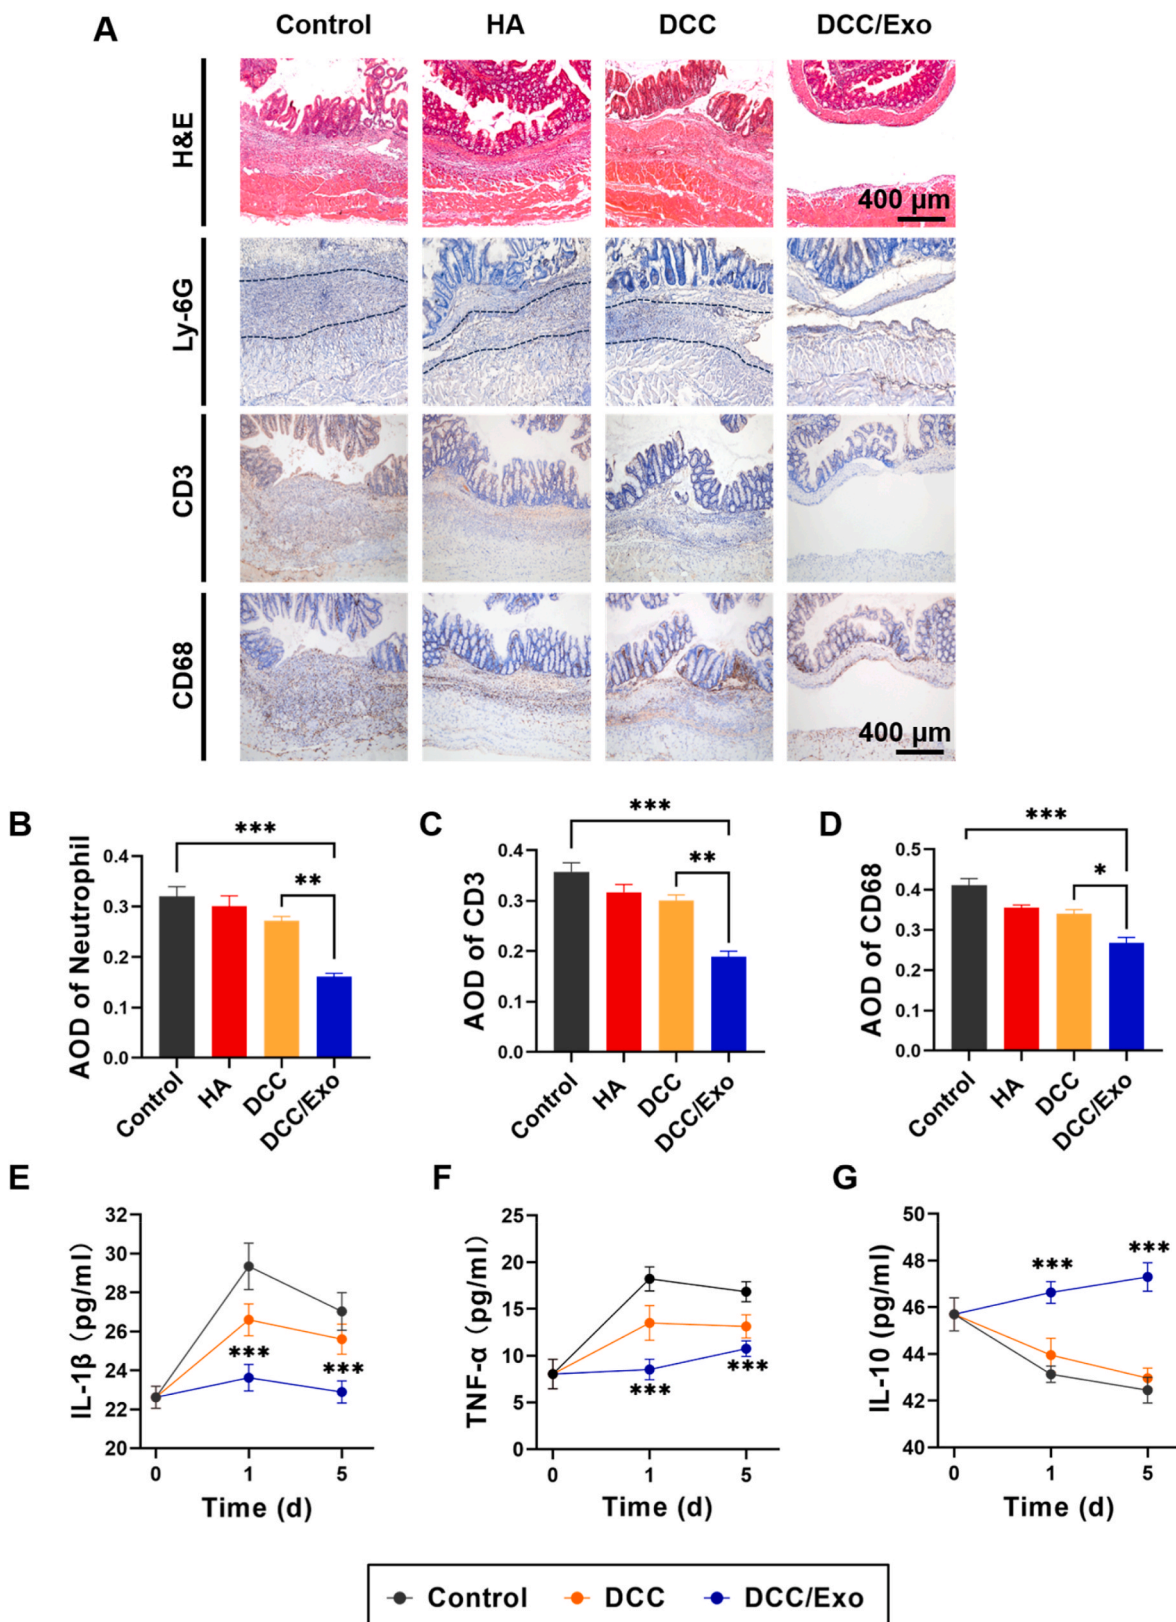 A
Control HA DCC DCC/Exo
H&E
400 µm
Ly-6G
CD3
CD68
400 µm
B
***
**
AOD of Neutrophil
0.4
0.3
0.2
0.1
0.0
Control HA DCC DCC/Exo
C
***
**
AOD of CD3
0.4
0.3
0.2
0.1
0.0
Control HA DCC DCC/Exo
D
***
*
AOD of CD68
0.5
0.4
0.3
0.2
0.1
0.0
Control HA DCC DCC/Exo
E
IL-1β (pg/ml)
32
30
28
26
24
22
20
*** ***
0 1 5
Time (d)
F
TNF-α (pg/ml)
25
20
15
10
5
0
*** ***
0 1 5
Time (d)
G
IL-10 (pg/ml)
50
48
46
44
42
40
*** ***
0 1 5
Time (d)
Control DCC DCC/Exo